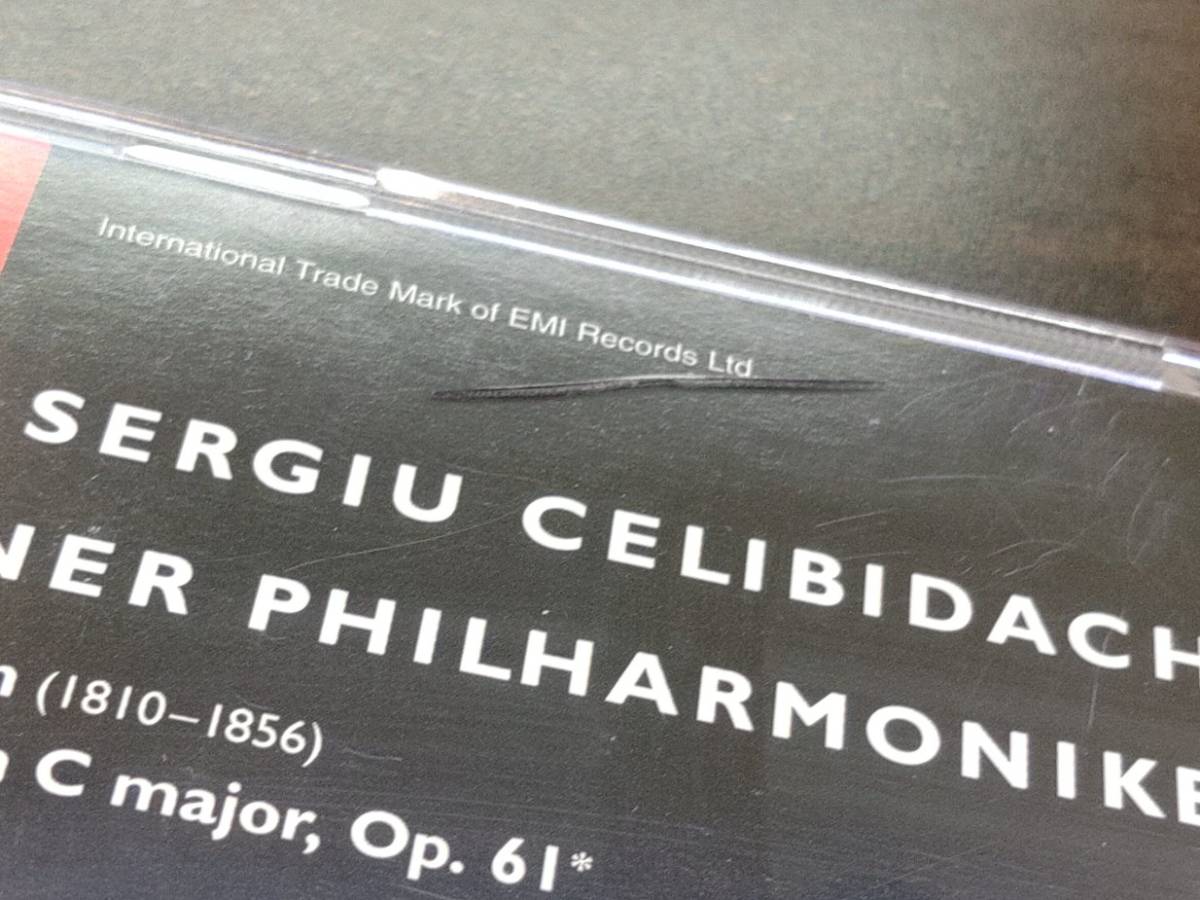 International Trade Mark of EMI Records Ltd
SERGIU CELIBIDACH
NER PHILHARMONIKE
(1810–1856)
C major, Op. 61*